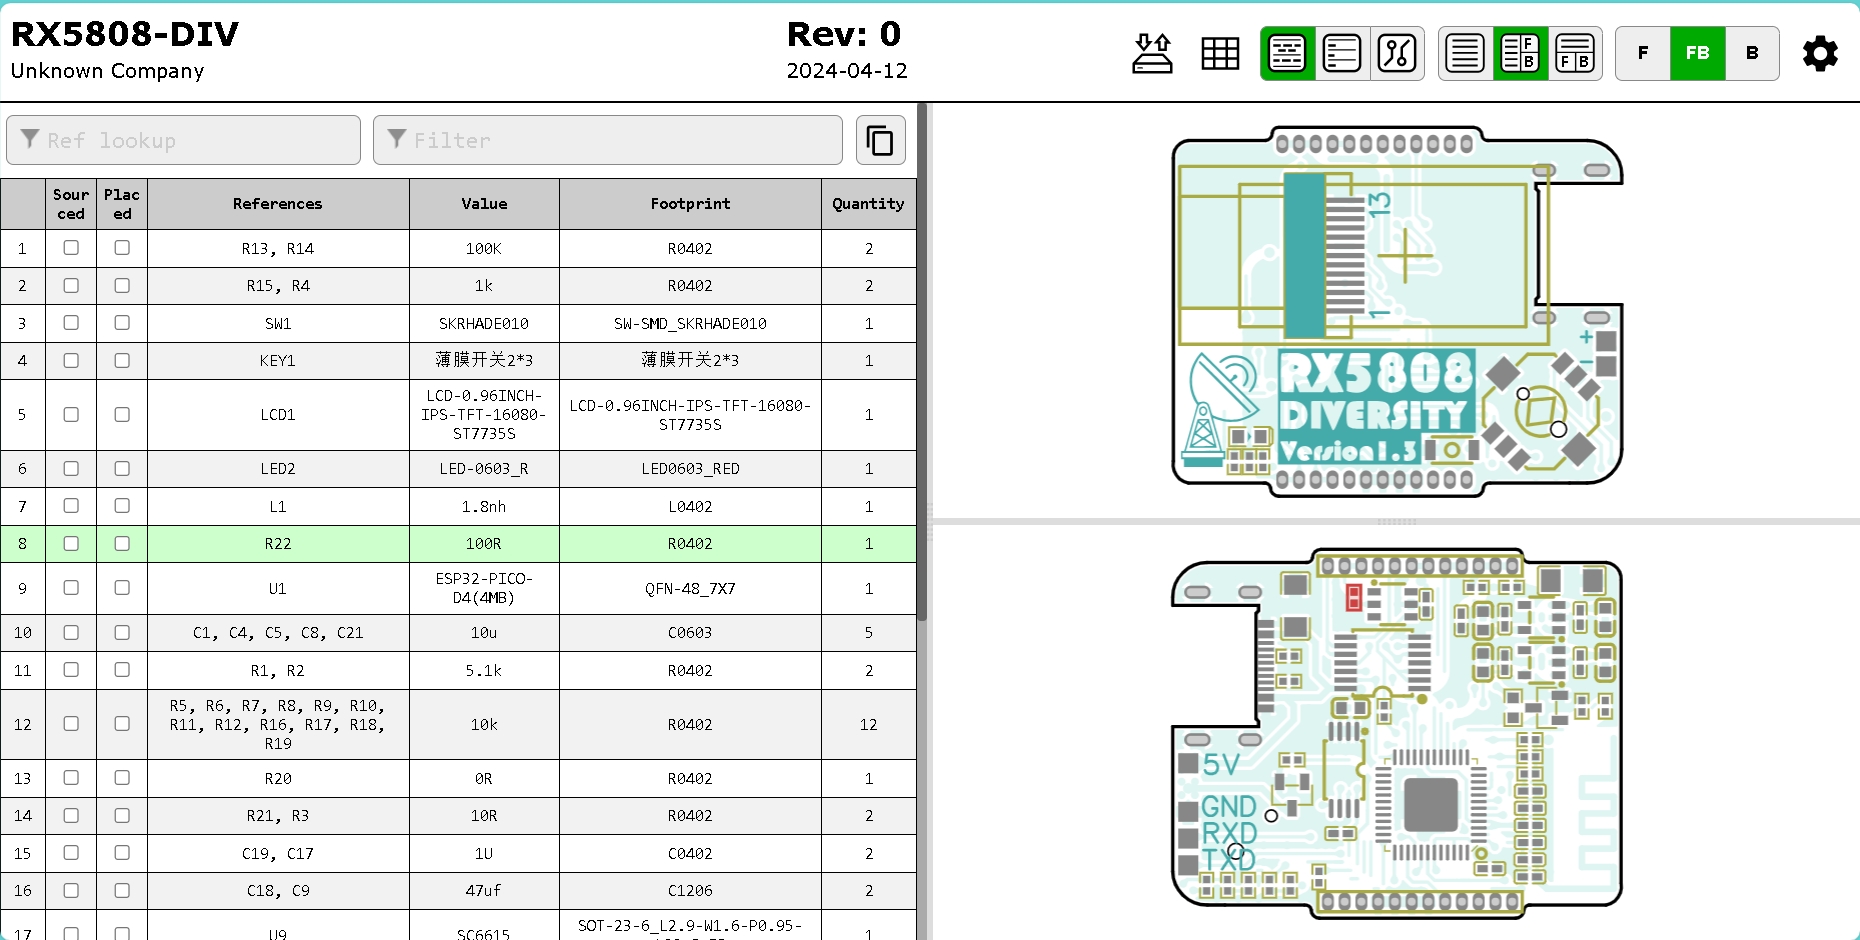 RX5808-DIV
Unknown Company
Rev: 0
2024-04-12
F
B
F B
F
FB
B
Ref lookup
Filter
Sour
ced
Plac
ed
References
Value
Footprint
Quantity
1 R13, R14 100K R0402 2
2 R15, R4 1k R0402 2
3 SW1 SKRHADE010 SW-SMD_SKRHADE010 1
4 KEY1 薄膜开关2*3 薄膜开关2*3 1
5 LCD1 LCD-0.96INCH-
IPS-TFT-16080-
ST7735S LCD-0.96INCH-IPS-TFT-16080-
ST7735S 1
6 LED2 LED-0603_R LED0603_RED 1
7 L1 1.8nh L0402 1
8 R22 100R R0402 1
9 U1 ESP32-PICO-
D4(4MB) QFN-48_7X7 1
10 C1, C4, C5, C8, C21 10u C0603 5
11 R1, R2 5.1k R0402 2
12 R5, R6, R7, R8, R9, R10,
R11, R12, R16, R17, R18,
R19 10k R0402 12
13 R20 0R R0402 1
14 R21, R3 10R R0402 2
15 C19, C17 1U C0402 2
16 C18, C9 47uf C1206 2
17 U9 SC6615 SOT-23-6_L2.9-W1.6-P0.95- 1
13
1
+
-
RX5808
DIVERSITY
Version1.3
5V
GND
RXD
TXD